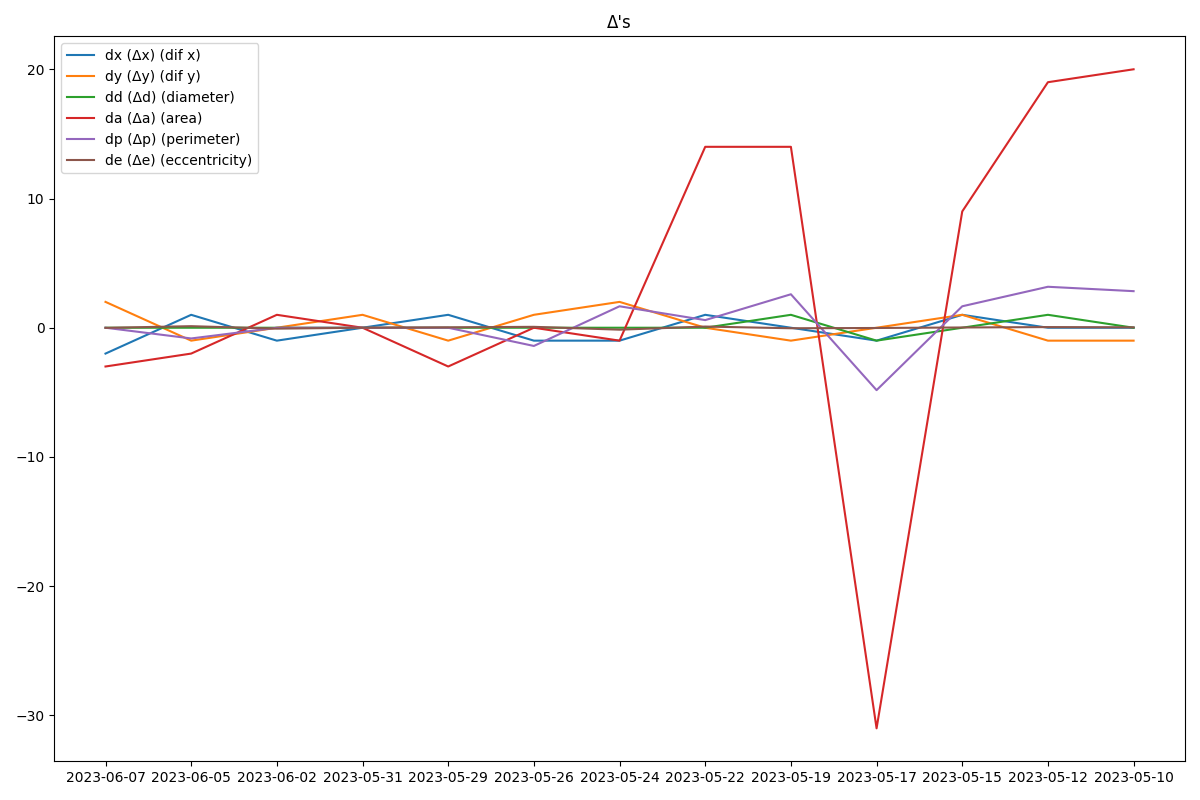 Δ's
dx (Δx) (dif x)
dy (Δy) (dif y)
dd (Δd) (diameter)
da (Δa) (area)
dp (Δp) (perimeter)
de (Δe) (eccentricity)
20
10
0
−10
−20
−30
2023-06-07 2023-06-05 2023-06-02 2023-05-31 2023-05-29 2023-05-26 2023-05-24 2023-05-22 2023-05-19 2023-05-17 2023-05-15 2023-05-12 2023-05-10